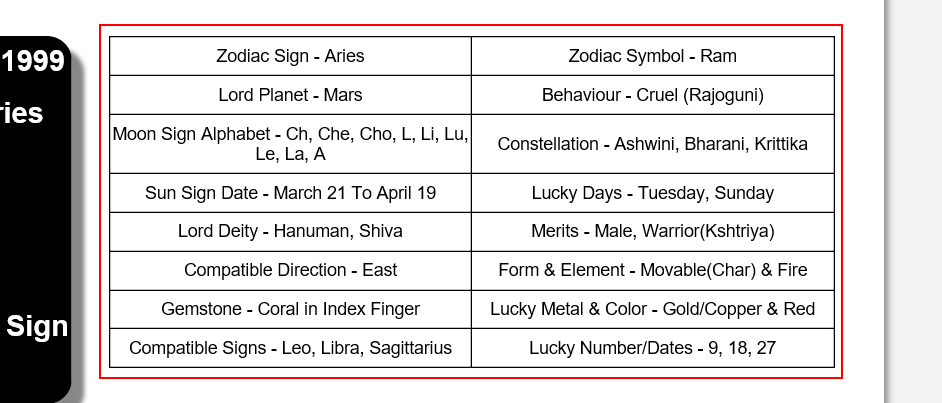 1999
ries
Sign
Zodiac Sign - Aries
Zodiac Symbol - Ram
Lord Planet - Mars
Behaviour - Cruel (Rajoguni)
Moon Sign Alphabet - Ch, Che, Cho, L, Li, Lu,
Le, La, A
Constellation - Ashwini, Bharani, Krittika
Sun Sign Date - March 21 To April 19
Lucky Days - Tuesday, Sunday
Lord Deity - Hanuman, Shiva
Merits - Male, Warrior(Kshtriya)
Compatible Direction - East
Form & Element - Movable(Char) & Fire
Gemstone - Coral in Index Finger
Lucky Metal & Color - Gold/Copper & Red
Compatible Signs - Leo, Libra, Sagittarius
Lucky Number/Dates - 9, 18, 27